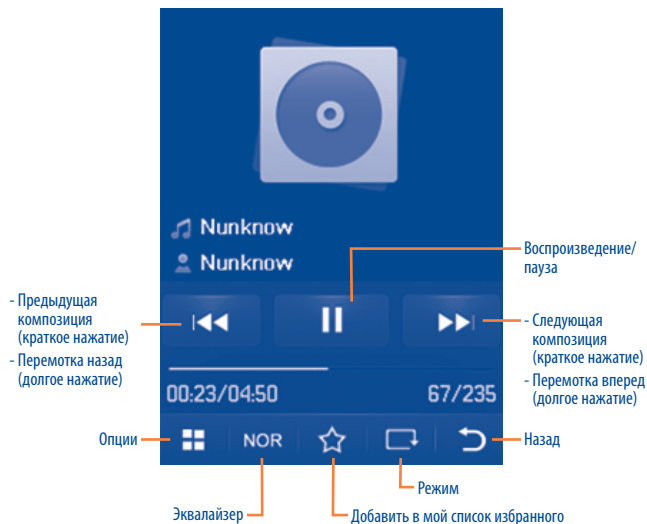 Nunknow
Nunknow
Воспроизведение/
пауза
- Предыдущая
композиция
(краткое нажатие)
- Перемотка назад
(долгое нажатие)
- Следующая
композиция
(краткое нажатие)
- Перемотка вперед
(долгое нажатие)
00:23/04:50
67/235
Опции
NOR
Назад
Режим
Эквалайзер
Добавить в мой список избранного